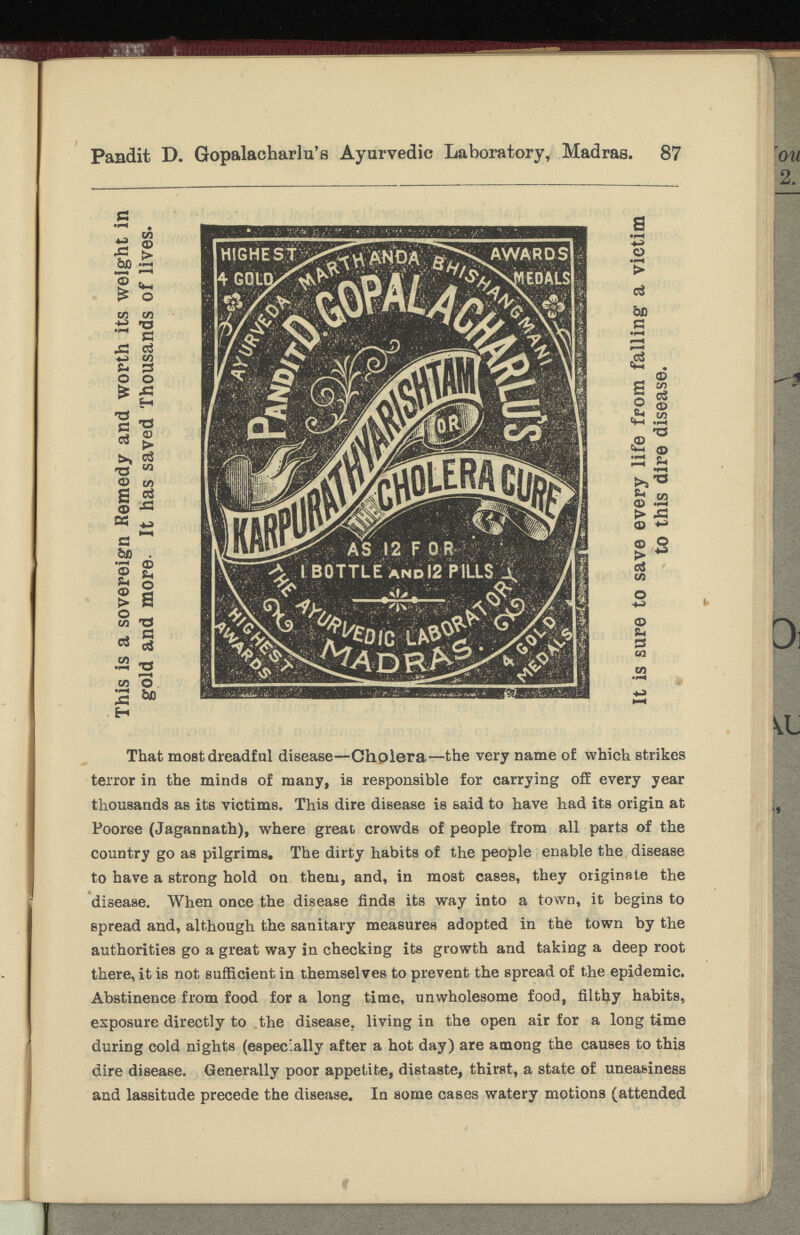 Pandit D. Gopalacharlu's Ayurvedic Laboratory, Madras. 87
This is a sovereign Remedy and worth its weight in
gold and more. It has saved Thousands of lives.
HIGHEST AWARDS
4 GOLD MEDALS
AYURVEDA MARTHANDA BHISHANGMANI
PANDIT D. GOPALACHARLU'S
KARPURATHYARISHTAM
OR
THE CHOLERA CURE
AS 12 FOR
1 BOTTLE AND 12 PILLS
THE AYURVEDIC LABORATORY
MADRAS.
HIGHEST
AWARDS
4 GOLD
MEDALS
It is sure to save every life from falling a victim
to this dire disease.
That most dreadful disease—Cholera—the very name of which strikes
terror in the minds of many, is responsible for carrying off every year
thousands as its victims. This dire disease is said to have had its origin at
Pooree (Jagannath), where great crowds of people from all parts of the
country go as pilgrims. The dirty habits of the people enable the disease
to have a strong hold on them, and, in most cases, they originate the
disease. When once the disease finds its way into a town, it begins to
spread and, although the sanitary measures adopted in the town by the
authorities go a great way in checking its growth and taking a deep root
there, it is not sufficient in themselves to prevent the spread of the epidemic.
Abstinence from food for a long time, unwholesome food, filthy habits,
exposure directly to the disease, living in the open air for a long time
during cold nights (especially after a hot day) are among the causes to this
dire disease. Generally poor appetite, distaste, thirst, a state of uneasiness
and lassitude precede the disease. In some cases watery motions (attended